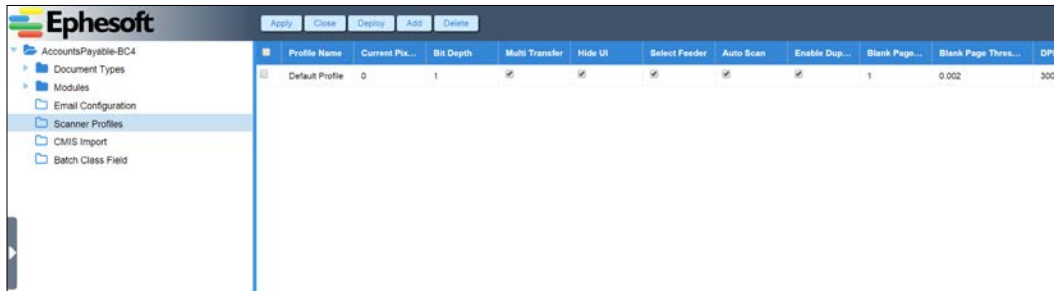 Ephesoft
Apply Close Deploy Add Delete
AccountsPayable-BC4
Document Types
Modules
Email Configuration
Scanner Profiles
CMIS Import
Batch Class Field
Profile Name Current Pix... Bit Depth Multi Transfer Hide UI Select Feeder Auto Scan Enable Dup... Blank Page... Blank Page Thres... DPI
Default Profile 0 1 1 0.002 300